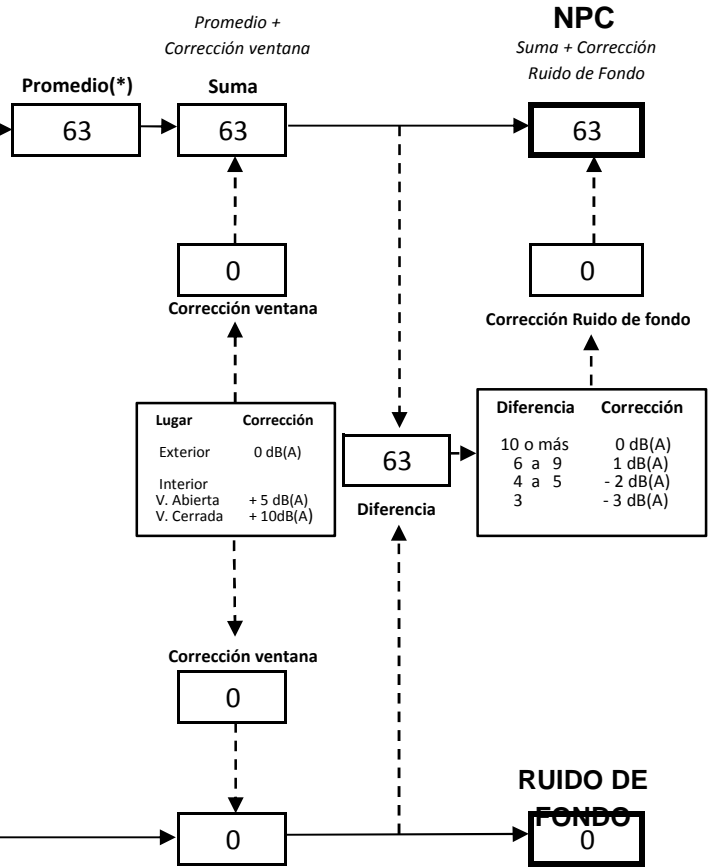 Promedio +
Corrección ventana
NPC
Suma + Corrección
Ruido de Fondo
Promedio(*)
Suma
63
63
63
0
Corrección ventana
0
Corrección Ruido de fondo
Lugar Corrección
Exterior 0 dB(A)
Interior
V. Abierta + 5 dB(A)
V. Cerrada + 10dB(A)
63
Diferencia
Diferencia Corrección
10 o más 0 dB(A)
6 a 9 1 dB(A)
4 a 5 - 2 dB(A)
3 - 3 dB(A)
Corrección ventana
0
0
RUIDO DE
FONDO
0